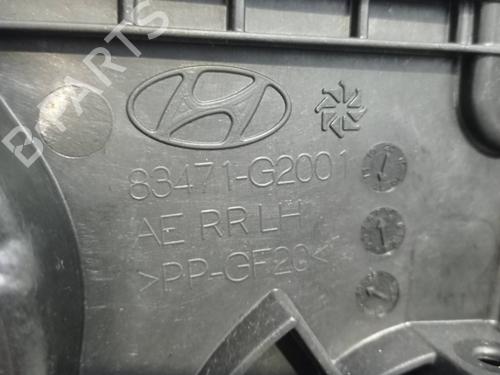 B PARTS
83471-G2001
AE RR LH
>PP-GF20<